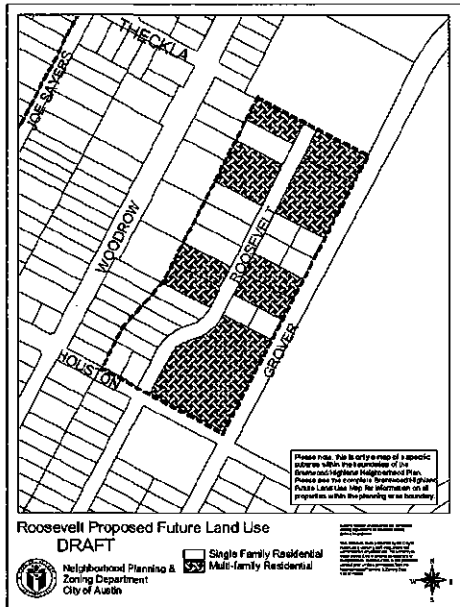 THECKLA
JOE SAYERS
WOODROW
ROOSEVELT
GROVER
HOUSTON
Please note, this is only a map of a specific
subarea within the boundaries of the
Brentwood Highland Neighborhood Plan.
Please see the complete Brentwood Highland
Future Land Use Map for information on all
properties within the planning area boundary.
Roosevelt Proposed Future Land Use
DRAFT
Single Family Residential
Multi-family Residential
Neighborhood Planning &
Zoning Department
City of Austin
N
E
S